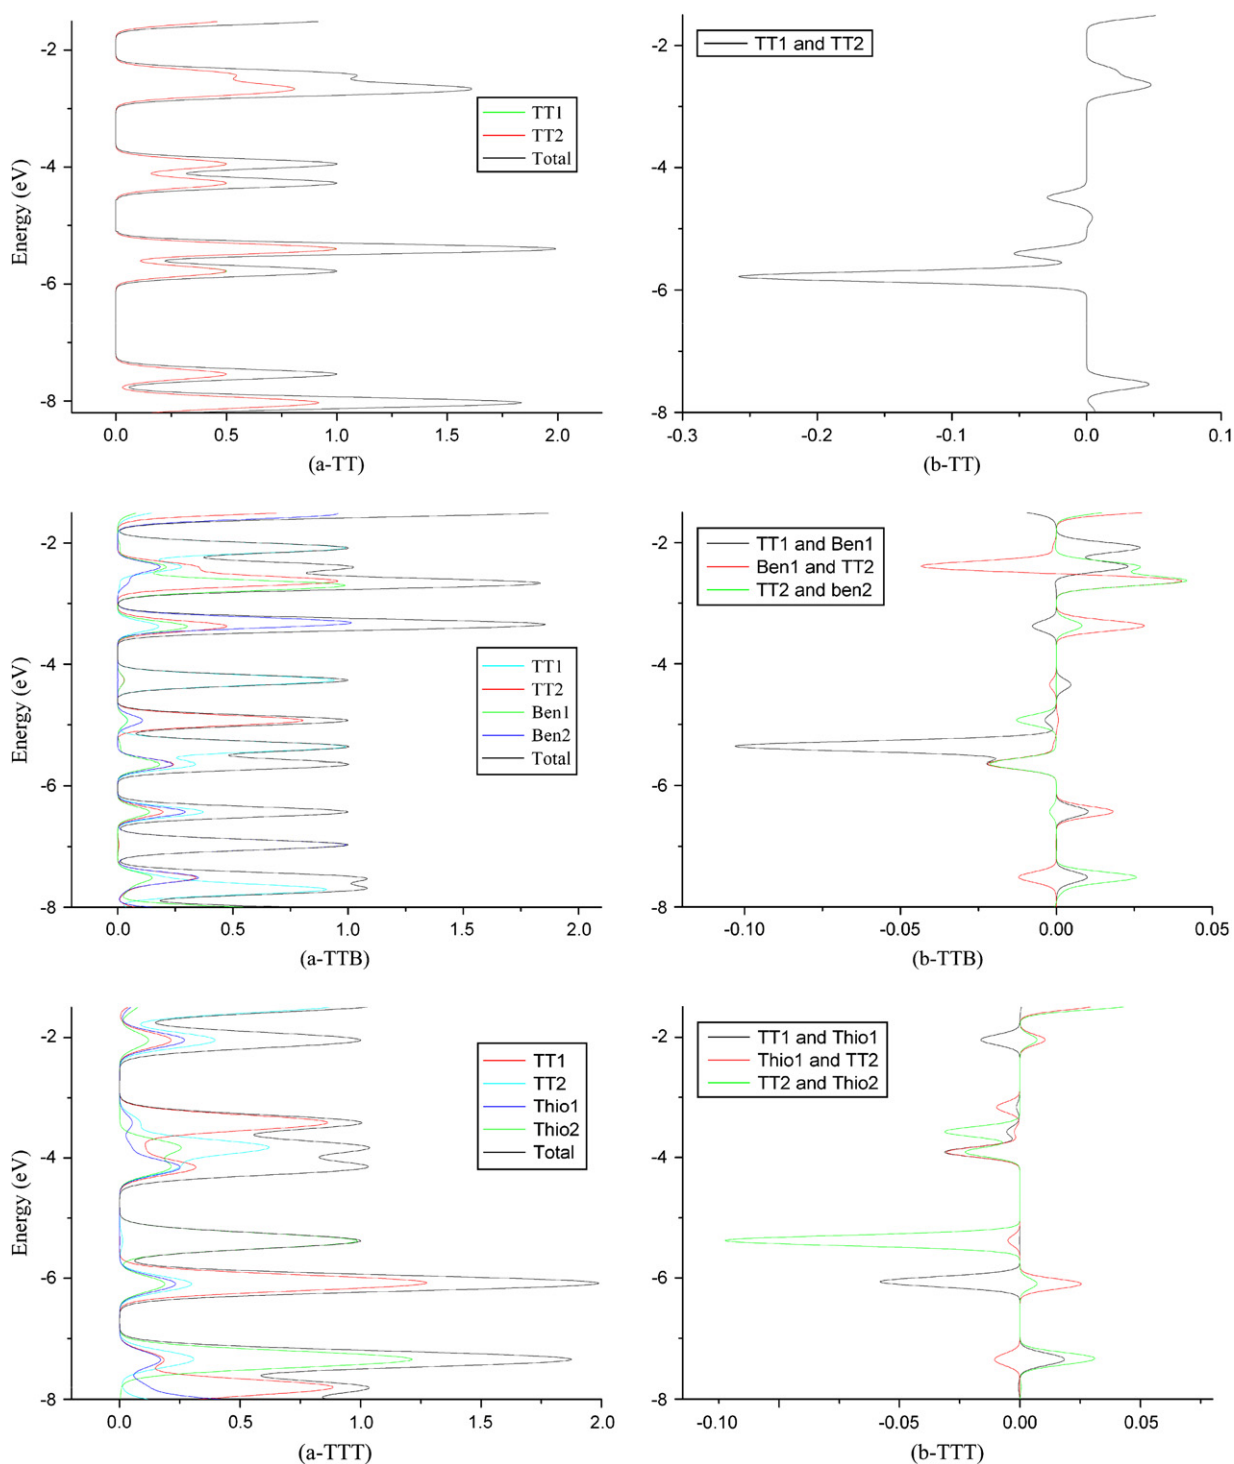 TT1
TT2
Total
Energy (eV)
-2
-4
-6
-8
0.0 0.5 1.0 1.5 2.0
(a-TT)
TT1 and TT2
-2
-4
-6
-8
-0.3 -0.2 -0.1 0.0 0.1
(b-TT)
TT1
TT2
Ben1
Ben2
Total
Energy (eV)
-2
-4
-6
-8
0.0 0.5 1.0 1.5 2.0
(a-TTB)
TT1 and Ben1
Ben1 and TT2
TT2 and ben2
-2
-4
-6
-8
-0.10 -0.05 0.00 0.05
(b-TTB)
TT1
TT2
Thio1
Thio2
Total
Energy (eV)
-2
-4
-6
-8
0.0 0.5 1.0 1.5 2.0
(a-TTT)
TT1 and Thio1
Thio1 and TT2
TT2 and Thio2
-2
-4
-6
-8
-0.10 -0.05 0.00 0.05
(b-TTT)